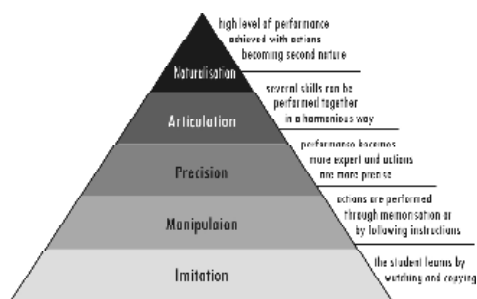 high level of performance
achieved with actions
becoming second nature
Naturalisation
several skills can be
performed together
in a harmonious way
Articulation
performance becomes
more expert and actions
are more precise
Precision
actions are performed
through memorisation or
by following instructions
Manipulaion
the student learns by
watching and copying
Imitation